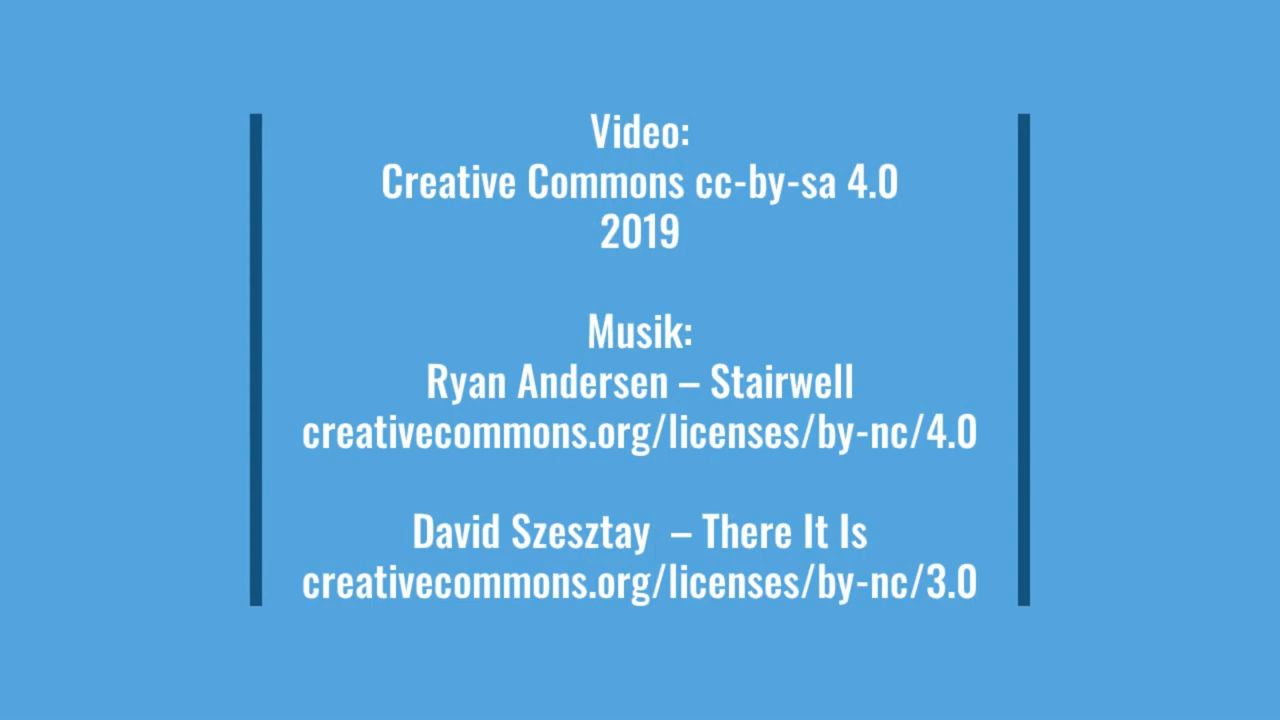 Video:
Creative Commons cc-by-sa 4.0
2019
Musik:
Ryan Andersen – Stairwell
creativecommons.org/licenses/by-nc/4.0
David Szesztay – There It Is
creativecommons.org/licenses/by-nc/3.0